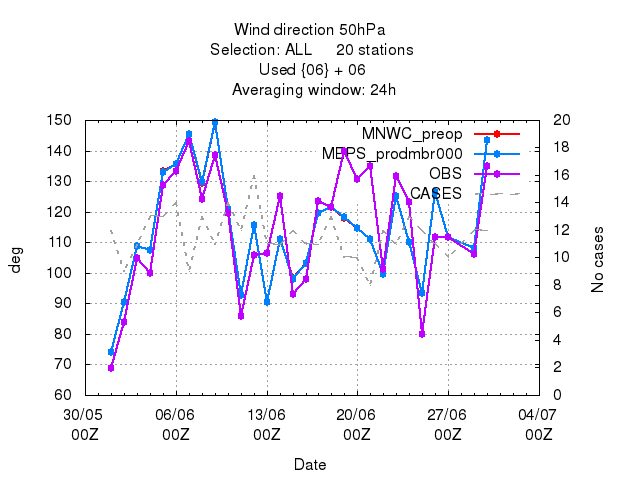 Wind direction 50hPa
Selection: ALL 20 stations
Used {06} + 06
Averaging window: 24h
150
140
130
120
110
100
90
80
70
60
deg
20
18
16
14
12
10
8
6
4
2
0
No cases
MNWC_preop
MEPS_prodmbr000
OBS
CASES
30/05 06/06 13/06 20/06 27/06 04/07
00Z 00Z 00Z 00Z 00Z 00Z
Date